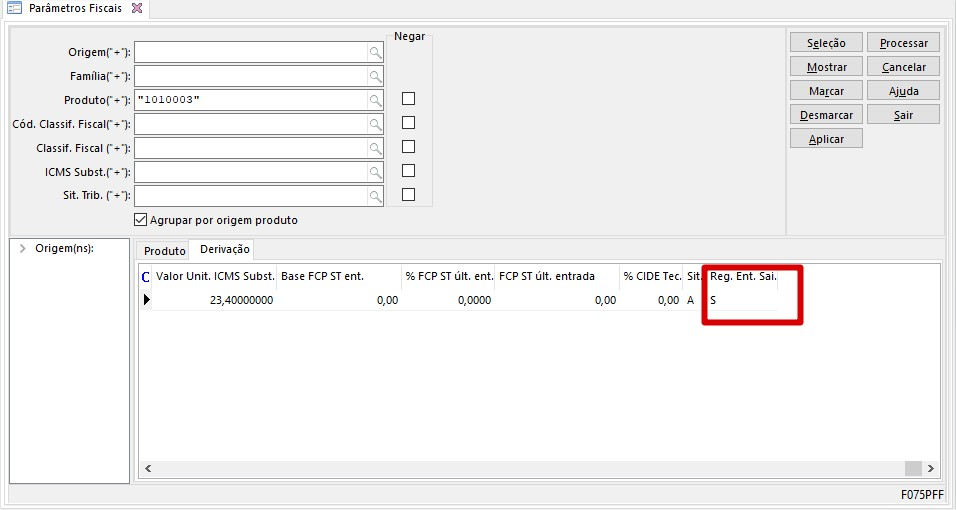 Parâmetros Fiscais
Negar
Origem("+"):
Família("+"):
Produto("+"): "1010003"
Cód. Classif. Fiscal("+"):
Classif. Fiscal ("+"):
ICMS Subst.("+"):
Sit. Trib. ("+"):
Agrupar por origem produto
Seleção Processar
Mostrar Cancelar
Marcar Ajuda
Desmarcar Sair
Aplicar
Origem(ns):
Produto Derivação
C Valor Unit. ICMS Subst. Base FCP ST ent. % FCP ST últ. ent. FCP ST últ. entrada % CIDE Tec. Sit. Reg. Ent. Sai.
23,40000000 0,00 0,0000 0,00 0,00 A S
F075PFF